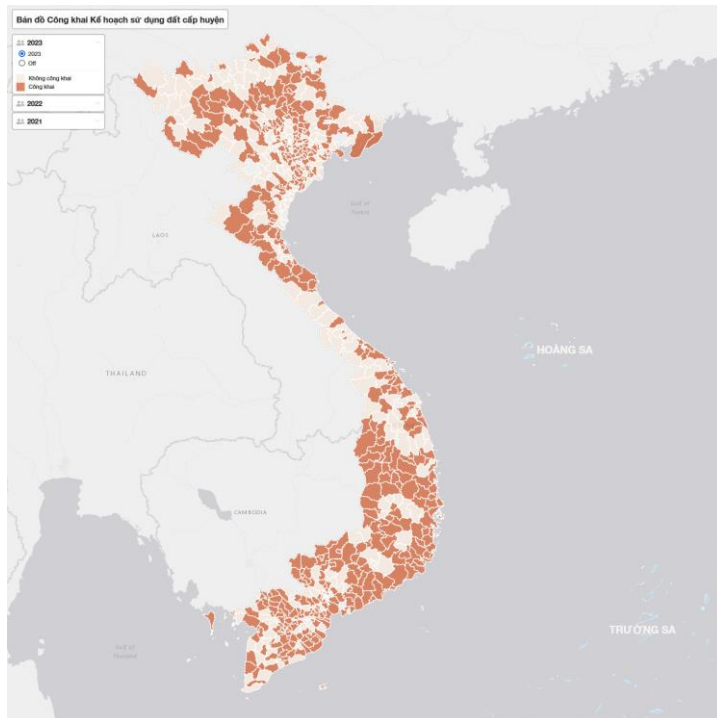 Bản đồ Công khai Kế hoạch sử dụng đất cấp huyện
2023
2023
Off
Không công khai
Công khai
2022
2021
LAOS
Gulf of
Tonkin
HOÀNG SA
THAILAND
CAMBODIA
TRƯỜNG SA
Gulf of
Thailand